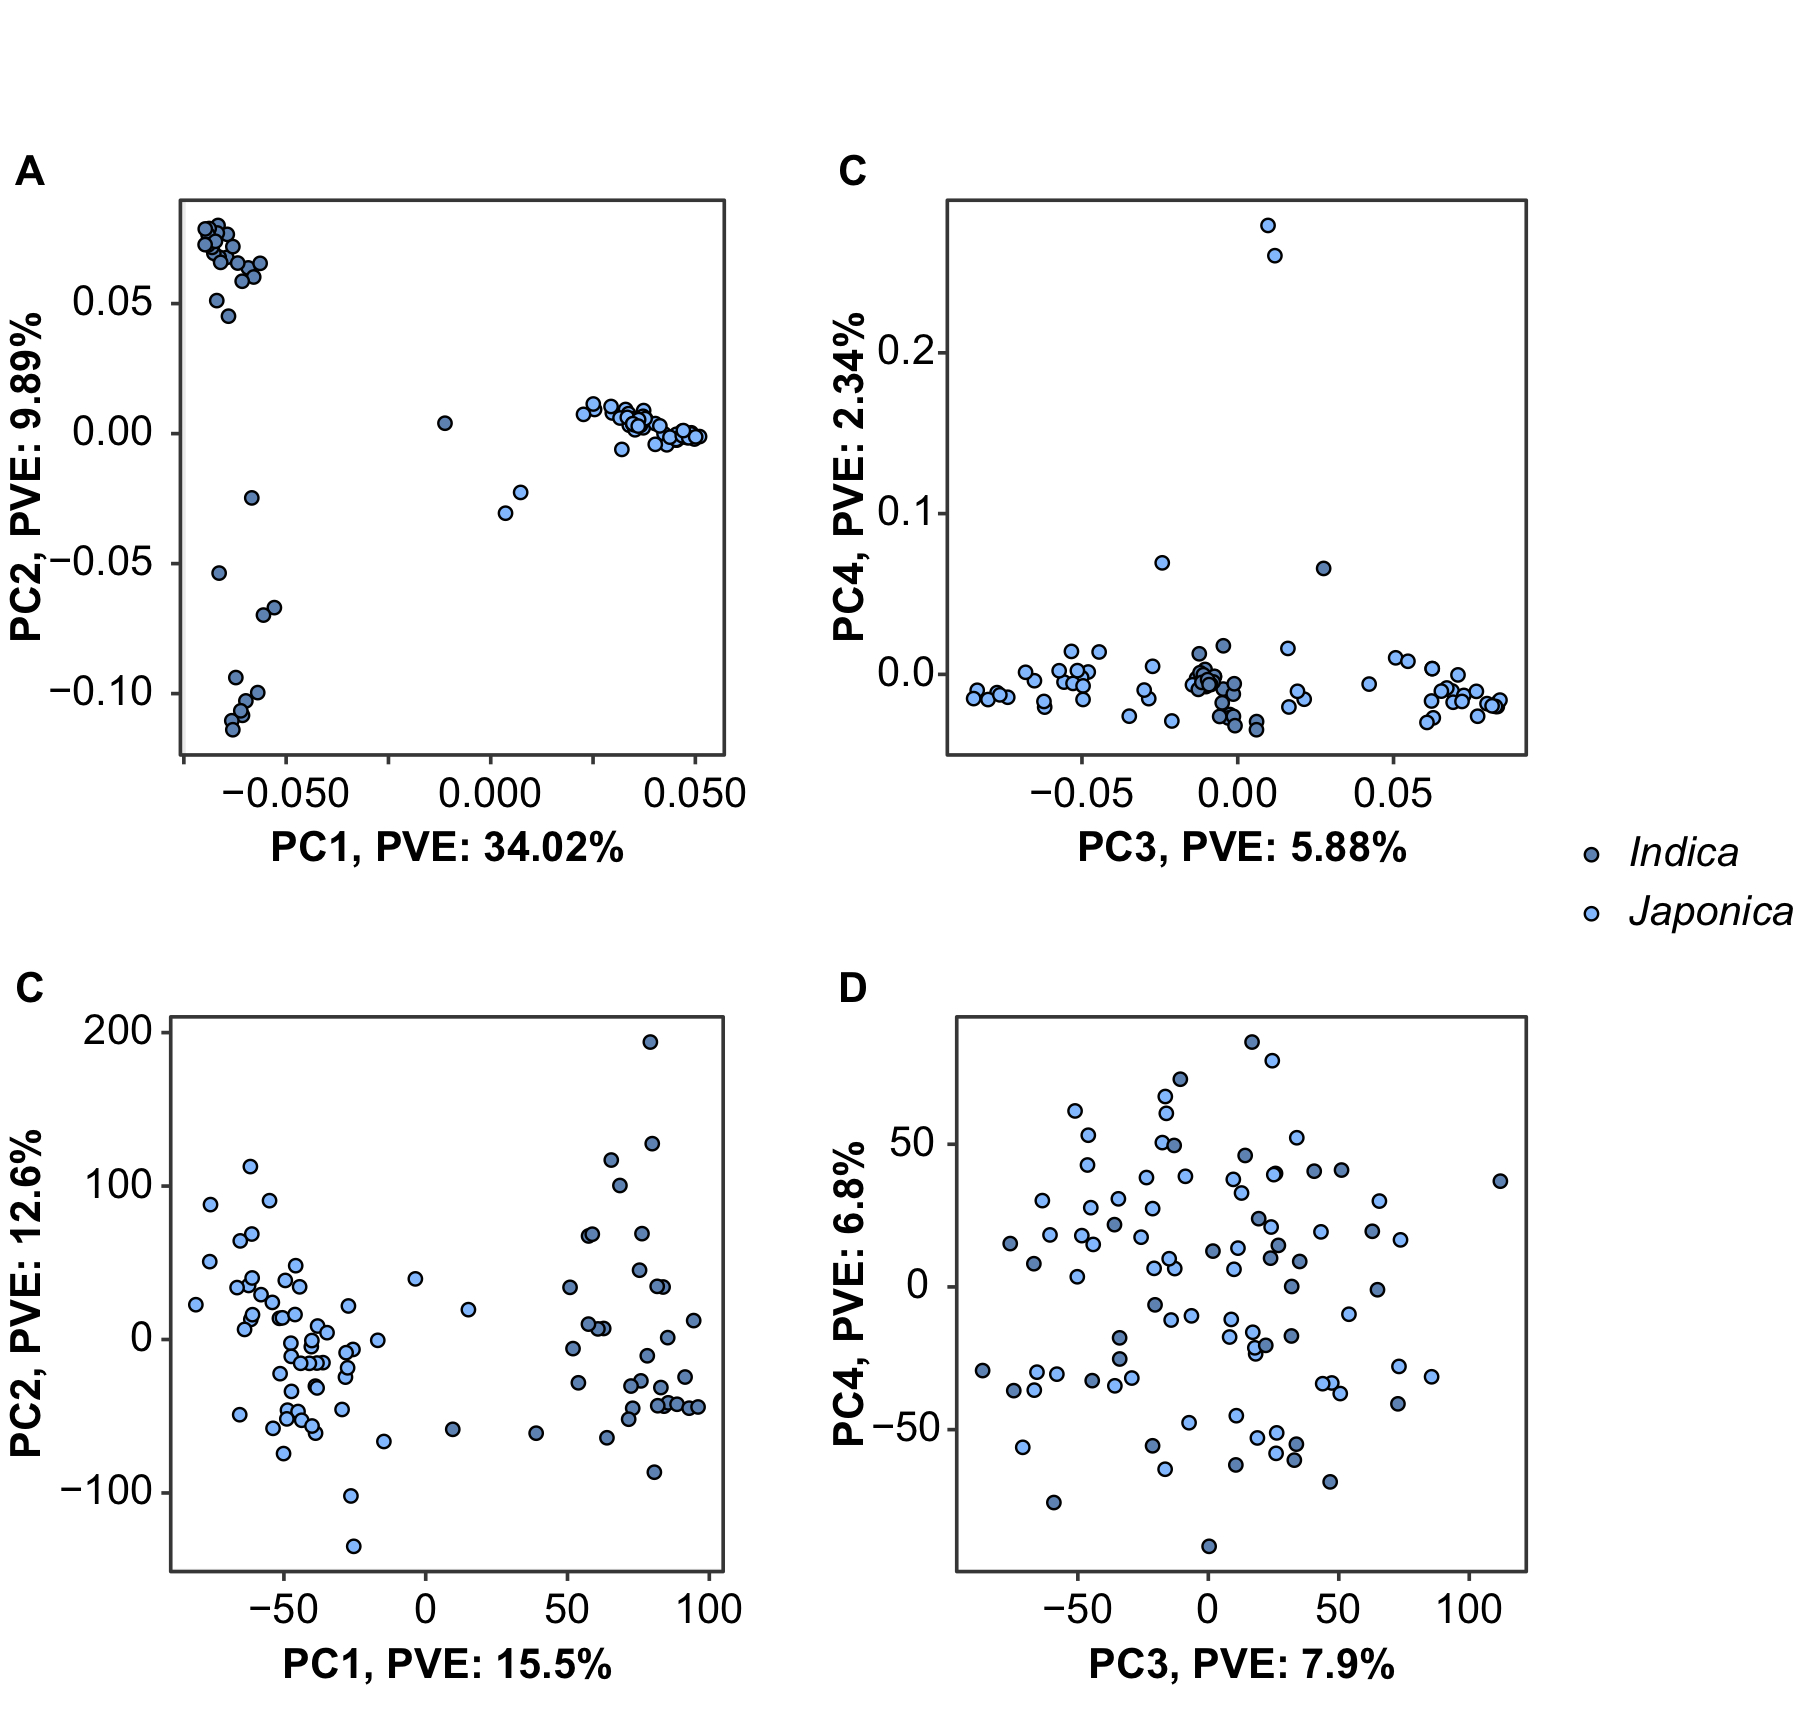 A
PC2, PVE: 9.89%
0.05
0.00
−0.05
−0.10
−0.050 0.000 0.050
PC1, PVE: 34.02%
C
PC4, PVE: 2.34%
0.2
0.1
0.0
−0.05 0.00 0.05
PC3, PVE: 5.88%
Indica
Japonica
C
PC2, PVE: 12.6%
200
100
0
−100
−50 0 50 100
PC1, PVE: 15.5%
D
PC4, PVE: 6.8%
50
0
−50
−50 0 50 100
PC3, PVE: 7.9%